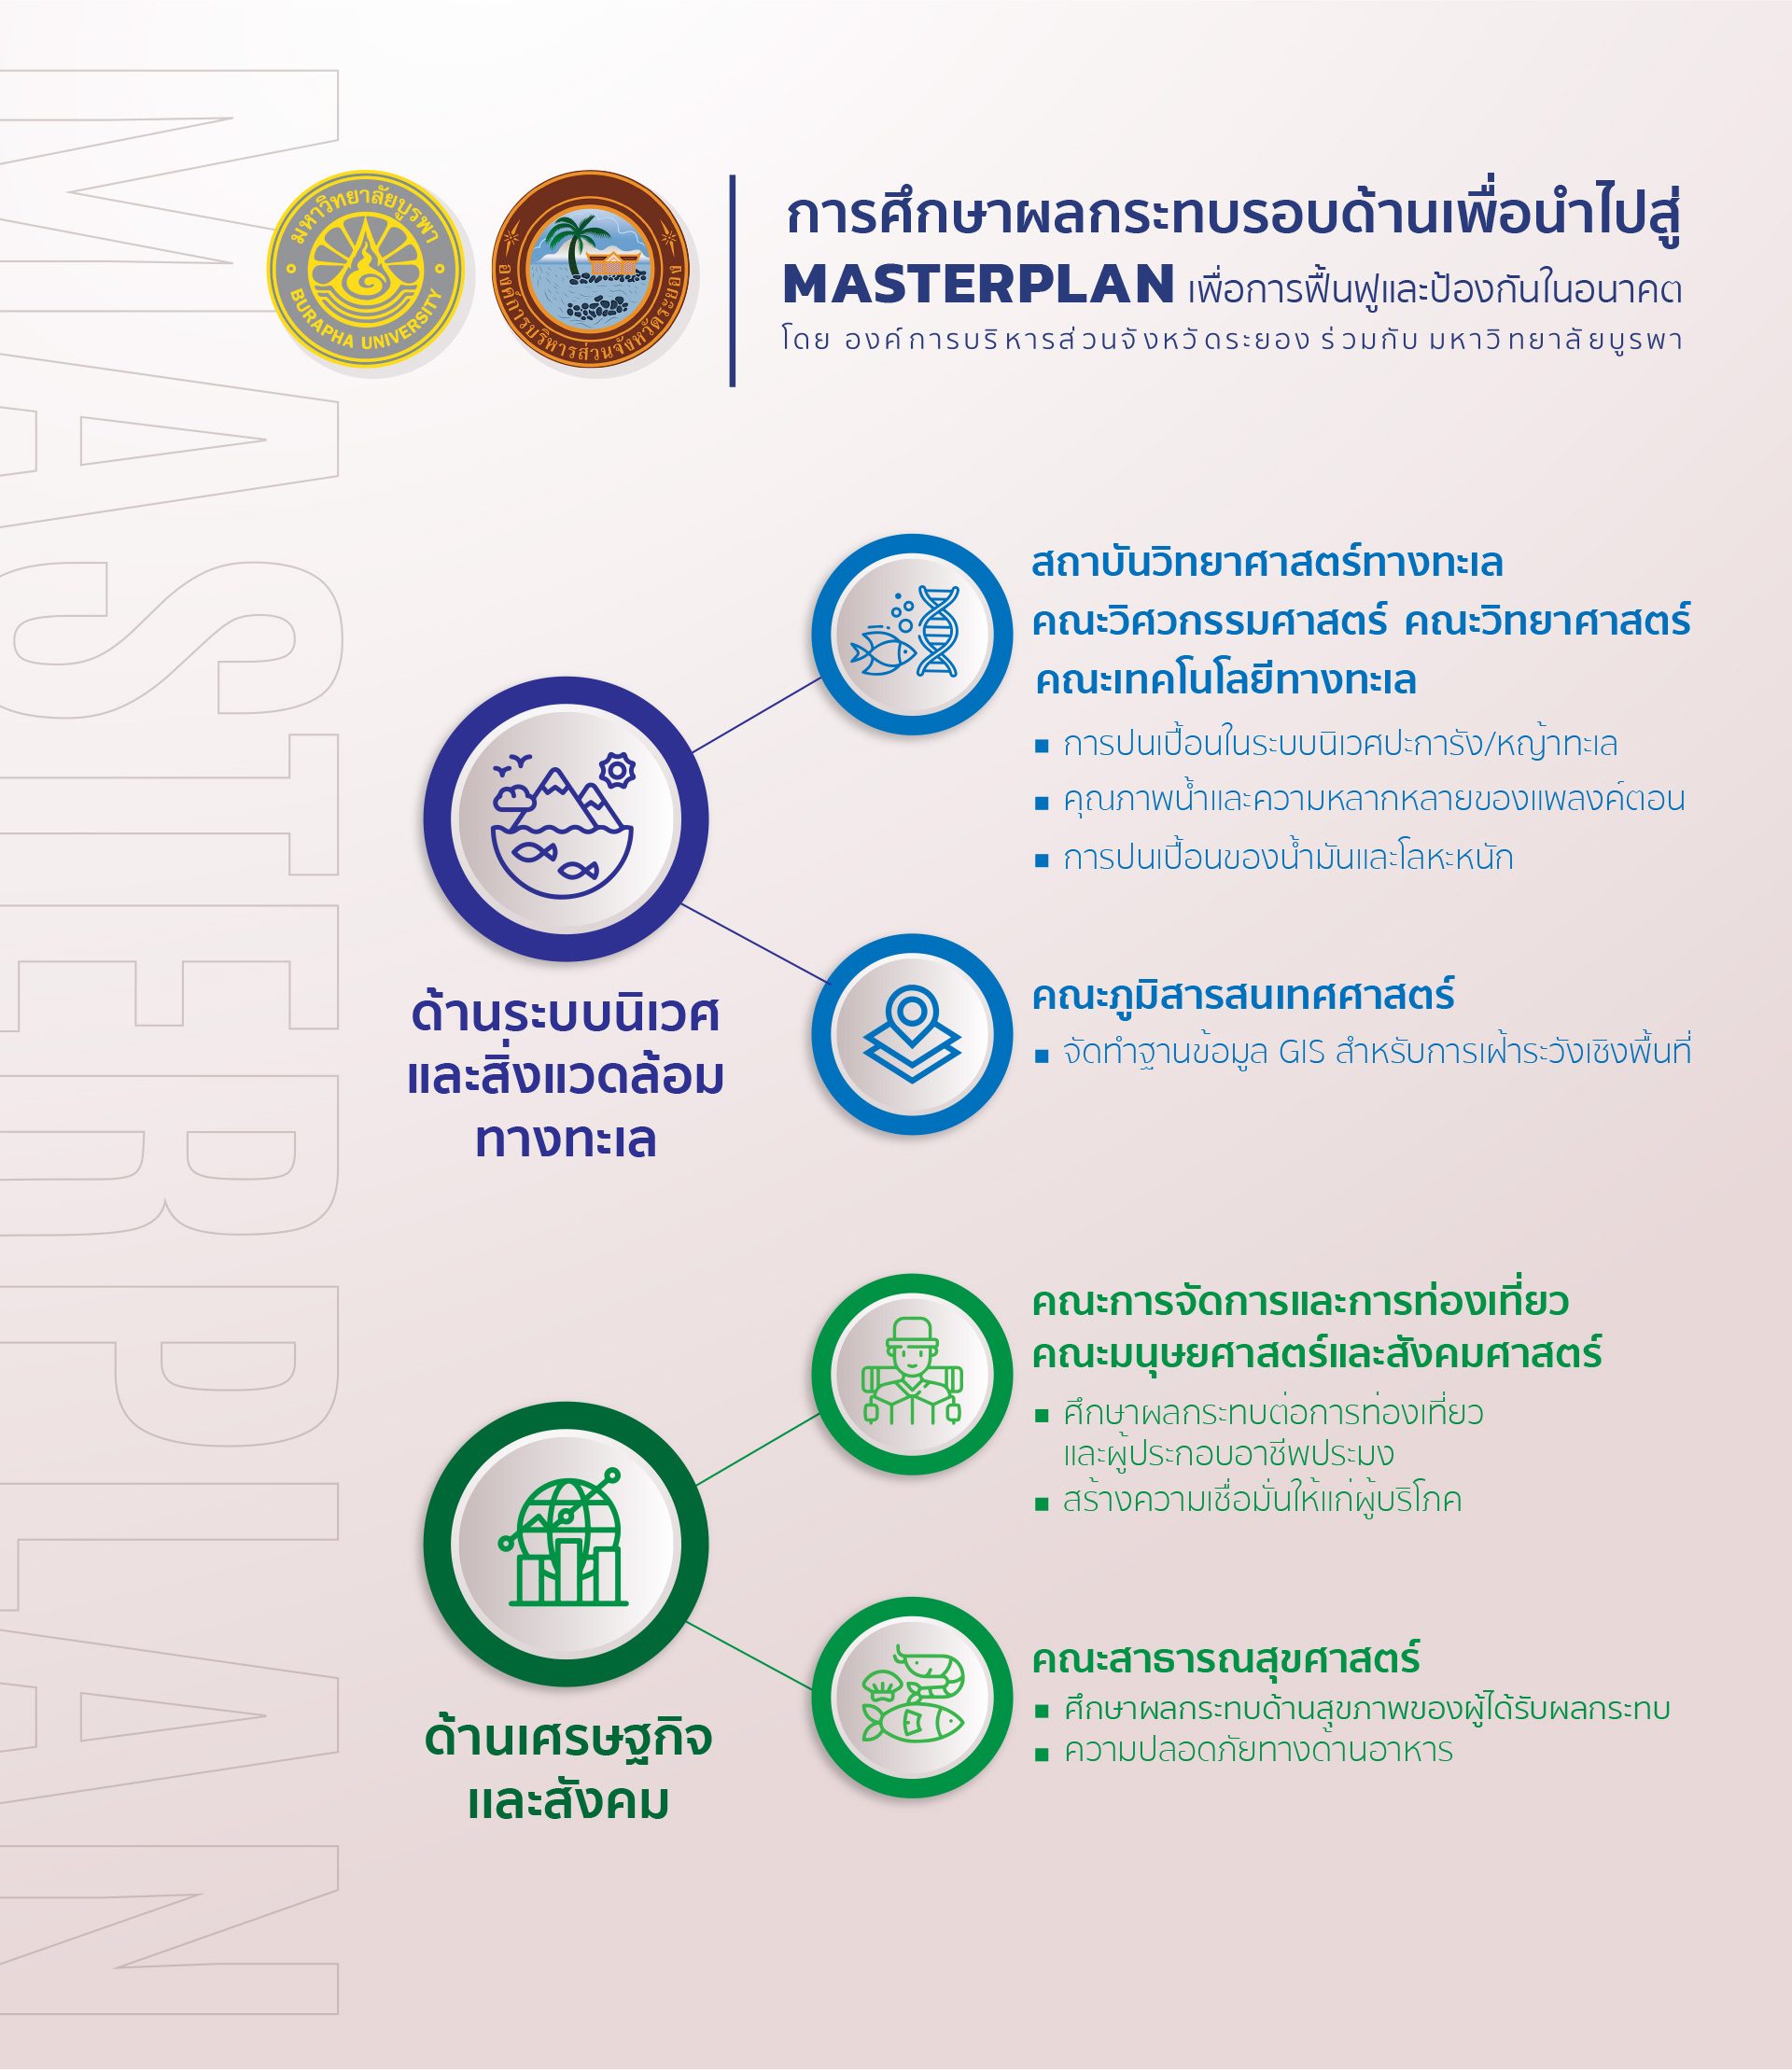 MASTERPLAN
มหาวิทยาลัยบูรพา
BURAPHA UNIVERSITY
องค์การบริหารส่วนจังหวัดระยอง
การศึกษาผลกระทบรอบด้านเพื่อนำไปสู่
MASTERPLAN เพื่อการฟื้นฟูและป้องกันในอนาคต
โดย องค์การบริหารส่วนจังหวัดระยอง ร่วมกับ มหาวิทยาลัยบูรพา
ด้านระบบนิเวศ
และสิ่งแวดล้อม
ทางทะเล
สถาบันวิทยาศาสตร์ทางทะเล
คณะวิศวกรรมศาสตร์ คณะวิทยาศาสตร์
คณะเทคโนโลยีทางทะเล
▪ การปนเปื้อนในระบบนิเวศปะการัง/หญ้าทะเล
▪ คุณภาพน้ำและความหลากหลายของแพลงค์ตอน
▪ การปนเปื้อนของน้ำมันและโลหะหนัก
คณะภูมิสารสนเทศศาสตร์
▪ จัดทำฐานข้อมูล GIS สำหรับการเฝ้าระวังเชิงพื้นที่
ด้านเศรษฐกิจ
และสังคม
คณะการจัดการและการท่องเที่ยว
คณะมนุษยศาสตร์และสังคมศาสตร์
▪ ศึกษาผลกระทบต่อการท่องเที่ยว
และผู้ประกอบอาชีพประมง
▪ สร้างความเชื่อมั่นให้แก่ผู้บริโภค
คณะสาธารณสุขศาสตร์
▪ ศึกษาผลกระทบด้านสุขภาพของผู้ได้รับผลกระทบ
▪ ความปลอดภัยทางด้านอาหาร